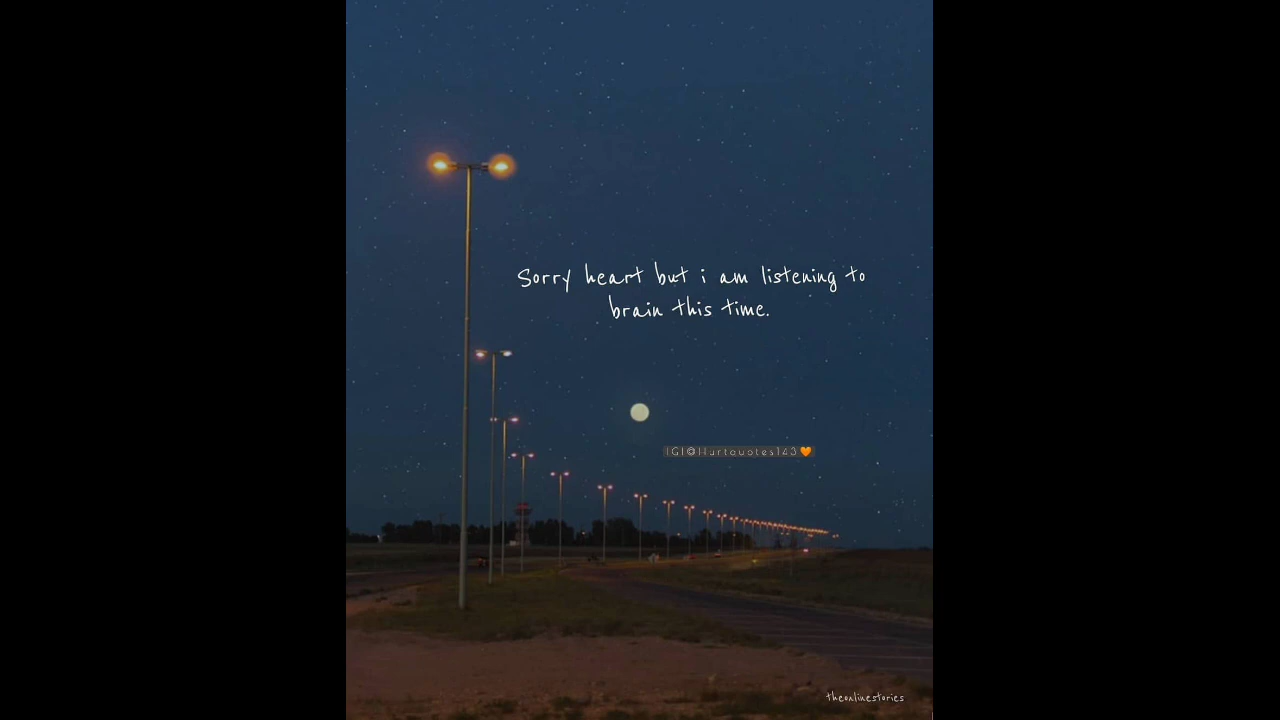 Sorry heart but i am listening to
brain this time.
IG|@Hurtquotes143🧡
theonlinestories